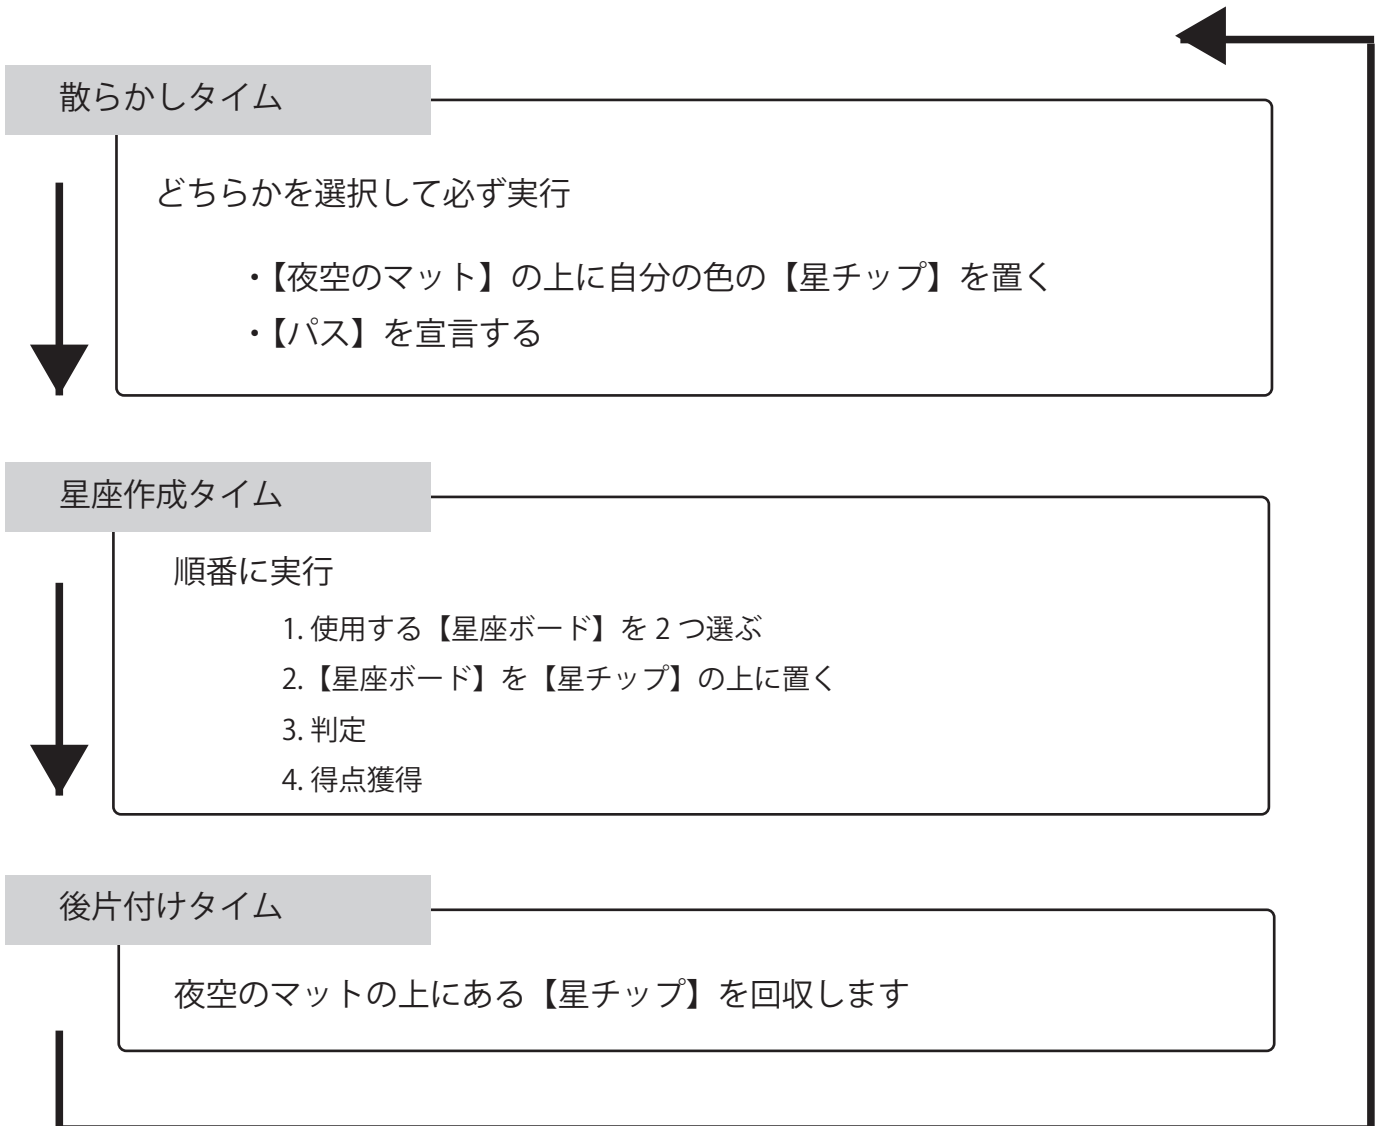 散らかしタイム
どちらかを選択して必ず実行
・【夜空のマット】の上に自分の色の【星チップ】を置く
・【パス】を宣言する
星座作成タイム
順番に実行
1. 使用する【星座ボード】を 2 つ選ぶ
2.【星座ボード】を【星チップ】の上に置く
3. 判定
4. 得点獲得
後片付けタイム
夜空のマットの上にある【星チップ】を回収します